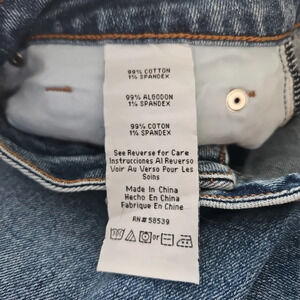 99% COTTON
1% SPANDEX
99% ALGODON
1% SPANDEX
99% COTON
1% SPANDEX
See Reverse for Care
Instrucciones Al Reverso
Voir Au Verso Pour Les
Soins
Made In China
Hecho En China
Fabrique En Chine
RN# 58539
or